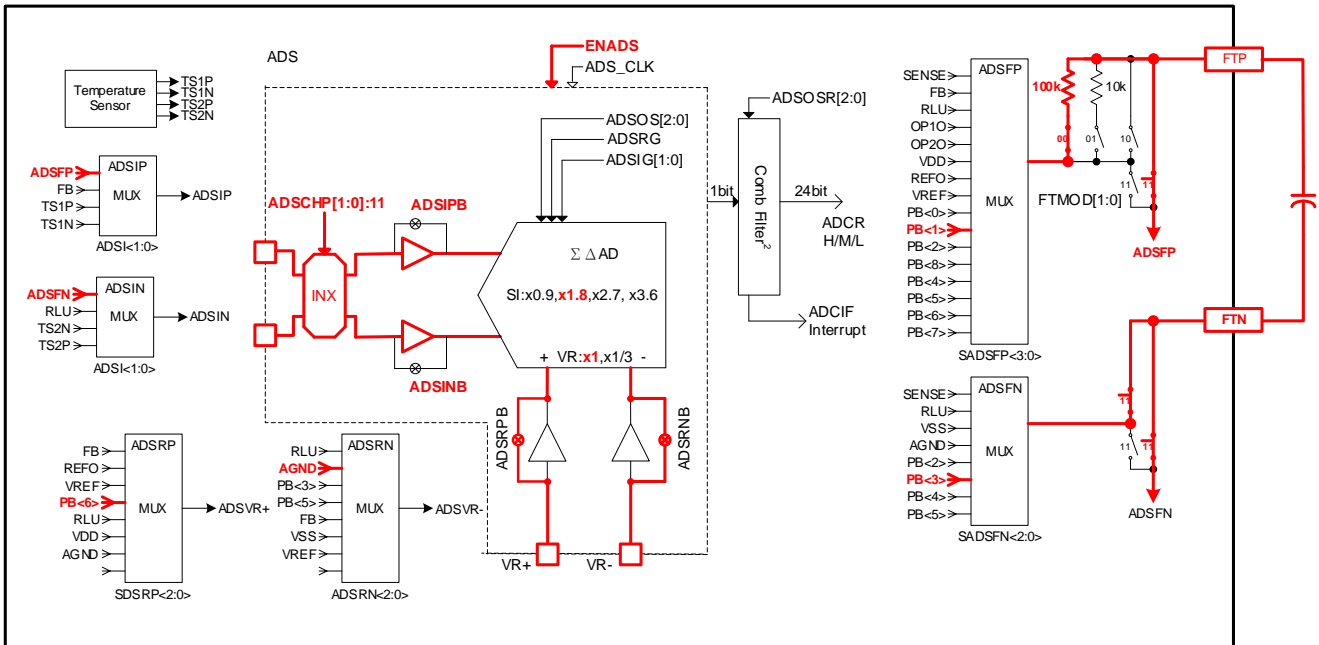 ADS
Temperature
Sensor
TS1P
TS1N
TS2P
TS2N
ADSIP
ADSFP
FB
TS1P
TS1N
MUX
ADSIP
ADSI<1:0>
ADSIN
ADSFN
RLU
TS2N
TS2P
MUX
ADSIN
ADSI<1:0>
ADSRP
FB
REFO
VREF
PB<6>
RLU
VDD
AGND
MUX
ADSVR+
SDSRP<2:0>
ADSRN
RLU
AGND
PB<3>
PB<5>
FB
VSS
VREF
MUX
ADSVR-
ADSRN<2:0>
ENADS
ADS_CLK
ADSOS[2:0]
ADSRG
ADSIG[1:0]
ADSCHP[1:0]:11
INX
ADSIPB
ADSINB
Σ ΔAD
SI:x0.9,x1.8,x2.7, x3.6
+ VR:x1,x1/3 -
ADSRPB
ADSRNB
VR+
VR-
ADSOSR[2:0]
1bit
Comb Filter²
24bit
ADCR
H/M/L
ADCIF
Interrupt
ADSFP
SENSE
FB
RLU
OP1O
OP2O
VDD
REFO
VREF
PB<0>
PB<1>
PB<2>
PB<8>
PB<4>
PB<5>
PB<6>
PB<7>
MUX
SADSFP<3:0>
100k
10k
00
01
10
11
11
FTMOD[1:0]
ADSFP
FTP
ADSFN
SENSE
RLU
VSS
AGND
PB<2>
PB<3>
PB<4>
PB<5>
MUX
SADSFN<2:0>
11
11
11
ADSFN
FTN